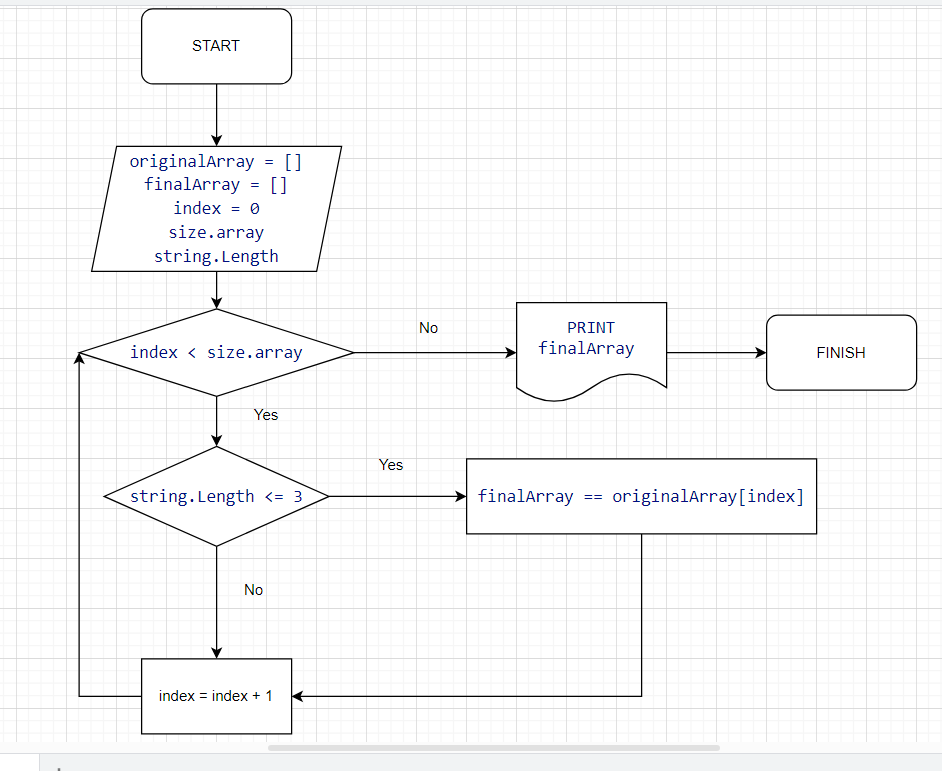 START
originalArray = []
finalArray = []
index = 0
size.array
string.Length
index < size.array
No
PRINT
finalArray
FINISH
Yes
string.Length <= 3
Yes
finalArray == originalArray[index]
No
index = index + 1